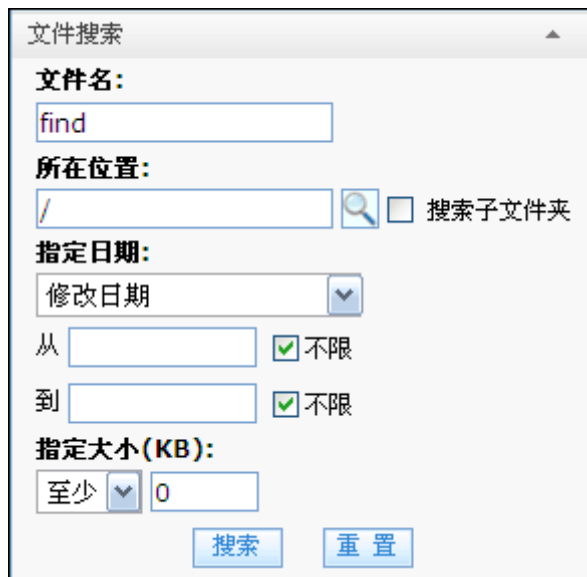 文件搜索
文件名:
find
所在位置:
/ 搜索子文件夹
指定日期:
修改日期
从 不限
到 不限
指定大小(KB):
至少 0
搜索 重 置